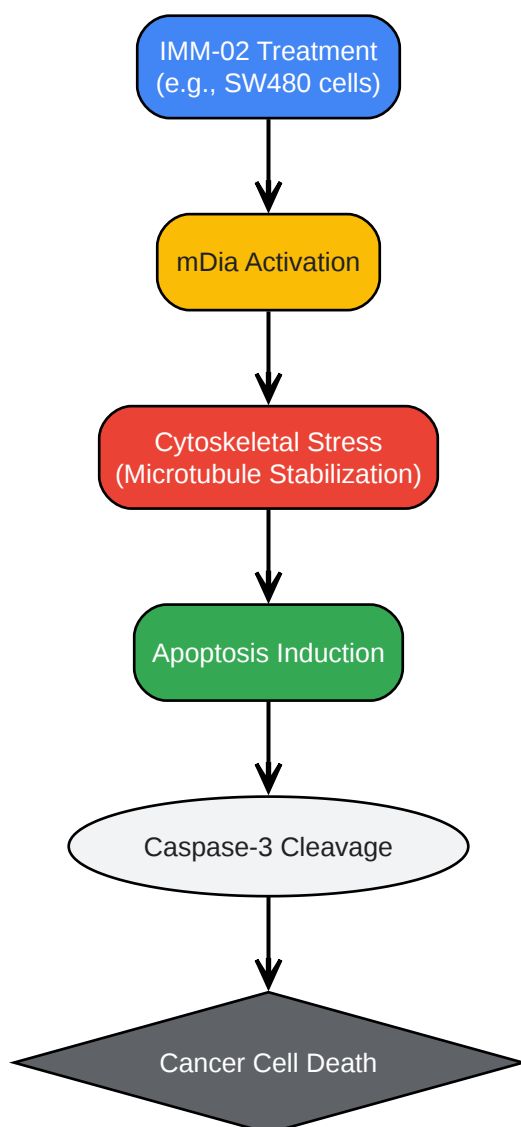 IMM-02 Treatment
(e.g., SW480 cells)
mDia Activation
Cytoskeletal Stress
(Microtubule Stabilization)
Apoptosis Induction
Caspase-3 Cleavage
Cancer Cell Death